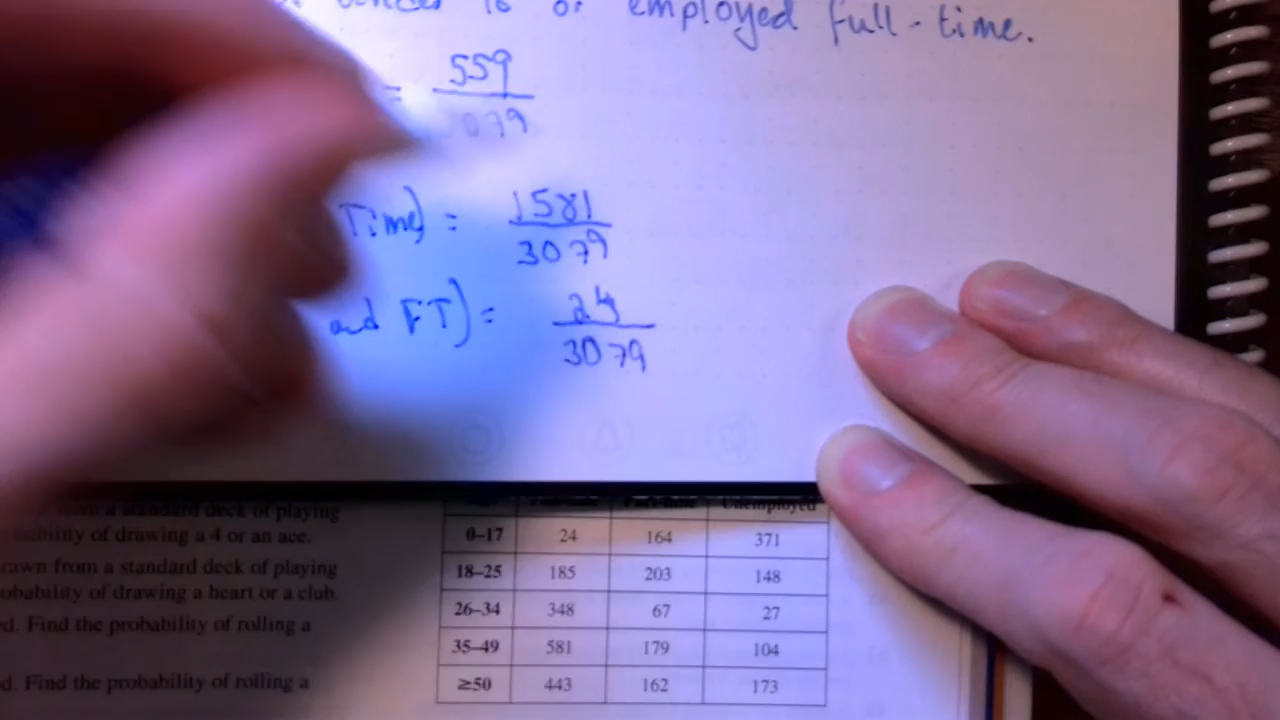 employed full-time.
= 559
079
Time) = 1581
3079
and FT) = 24
3079
a standard deck of playing
of drawing a 4 or an ace.
from a standard deck of playing
of drawing a heart or a club.
Find the probability of rolling a
Find the probability of rolling a
Unemployed
0–17 24 164 371
18–25 185 203 148
26–34 348 67 27
35–49 581 179 104
≥50 443 162 173